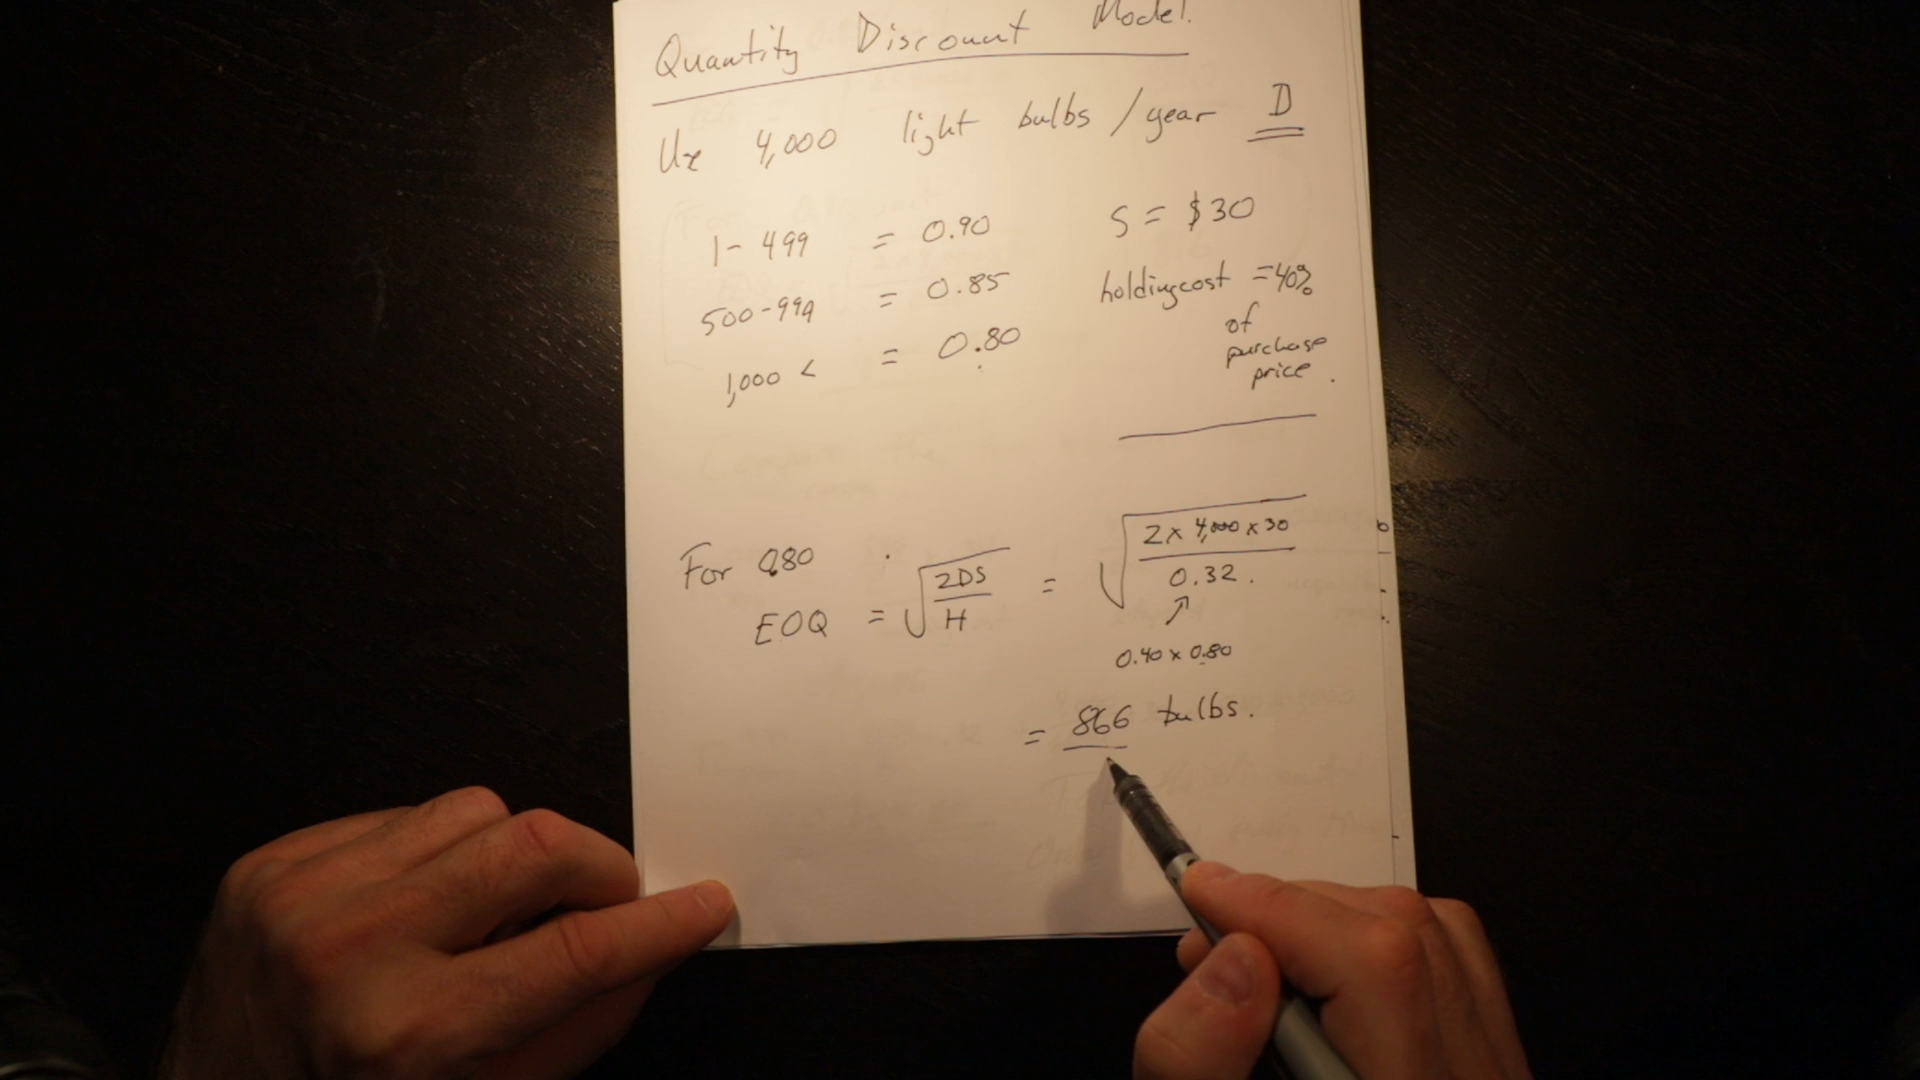 Quantity Discount Model.
Use 4,000 light bulbs / year D
1 - 499 = 0.90
500 - 999 = 0.85
1,000 < = 0.80
S = $30
holding cost = 40%
of
purchase
price.
For 0.80
EOQ = √(2DS / H) = √(2 x 4,000 x 30 / 0.32.)
↗
0.40 x 0.80
= 866 bulbs.